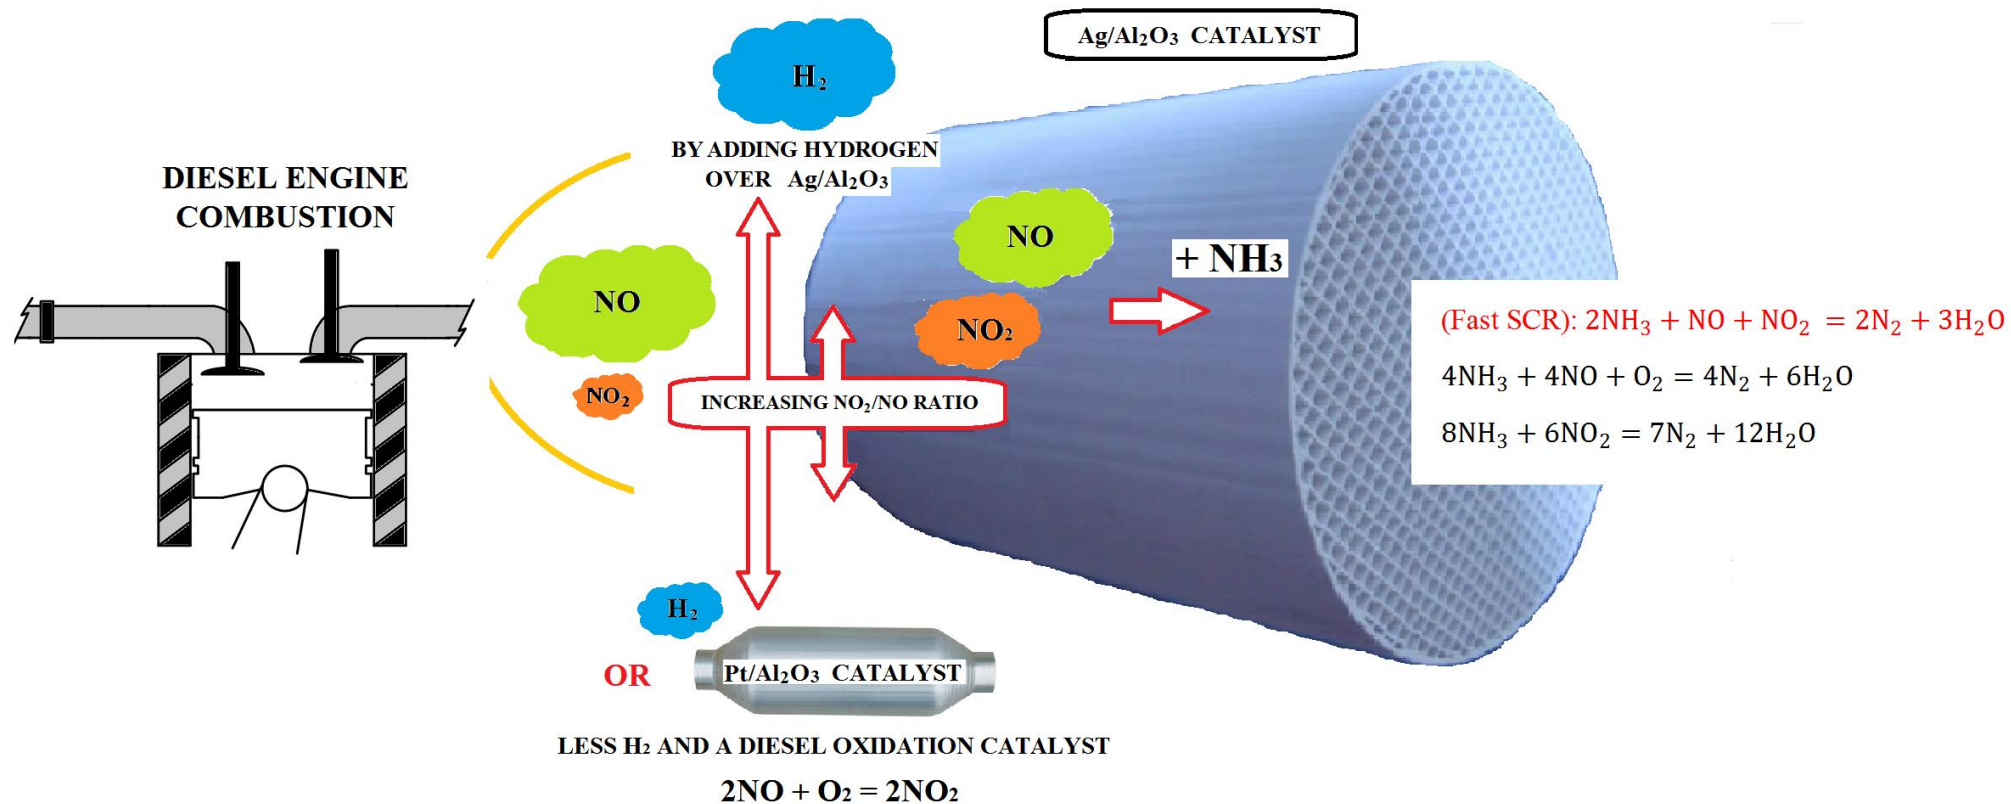 Ag/Al₂O₃ CATALYST
H₂
BY ADDING HYDROGEN
OVER Ag/Al₂O₃
DIESEL ENGINE
COMBUSTION
NO
NO₂
INCREASING NO₂/NO RATIO
NO
NO₂
+ NH₃
(Fast SCR): 2NH₃ + NO + NO₂ = 2N₂ + 3H₂O
4NH₃ + 4NO + O₂ = 4N₂ + 6H₂O
8NH₃ + 6NO₂ = 7N₂ + 12H₂O
H₂
OR
Pt/Al₂O₃ CATALYST
LESS H₂ AND A DIESEL OXIDATION CATALYST
2NO + O₂ = 2NO₂